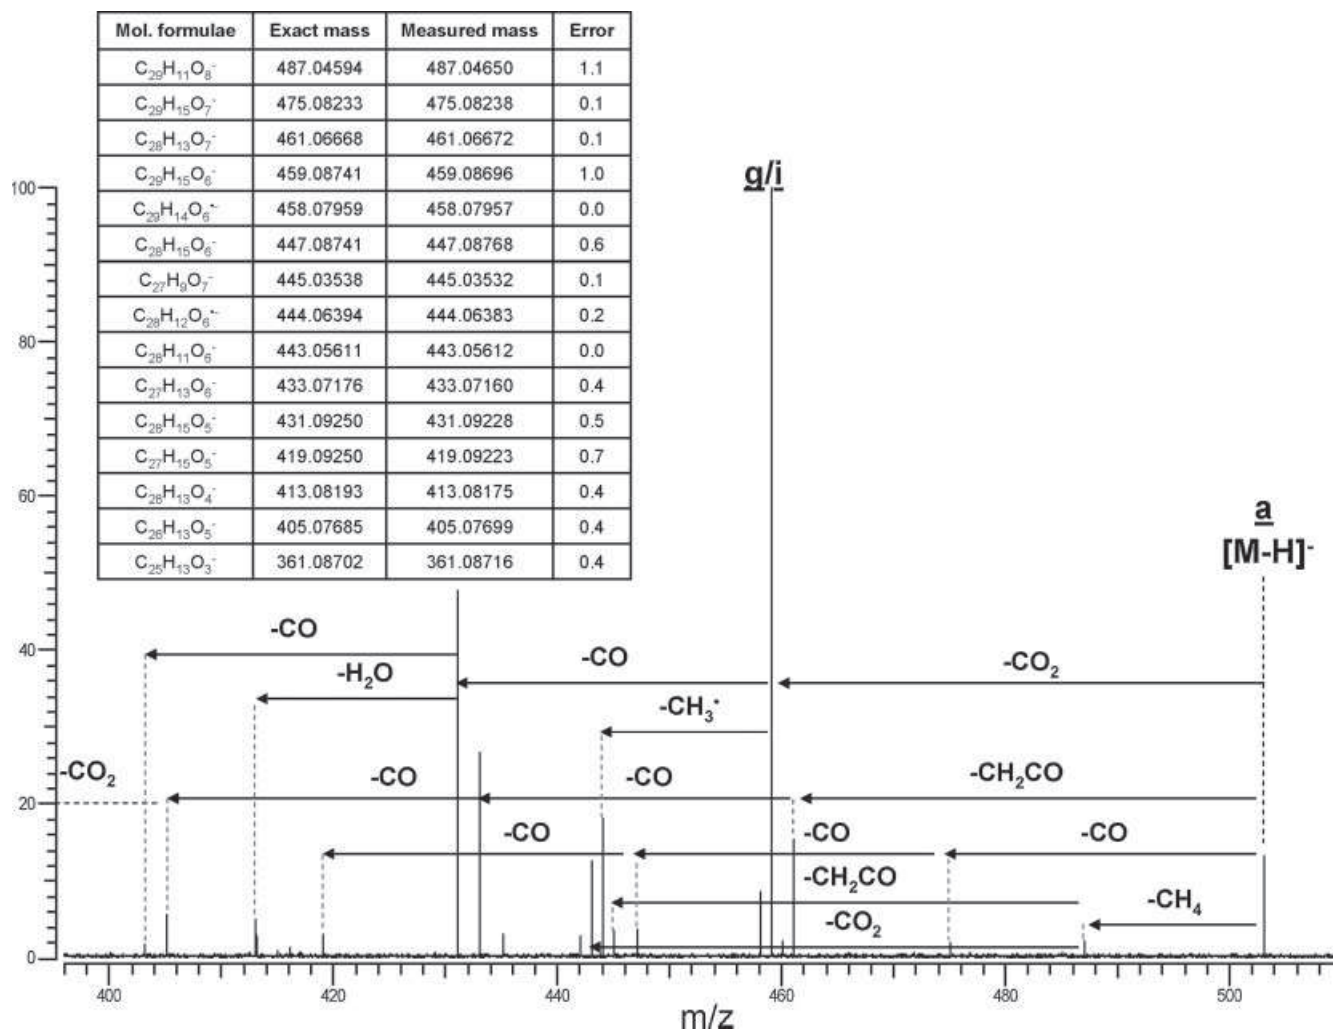 Mol. formulae Exact mass Measured mass Error
C₂₉H₁₁O₈⁻ 487.04594 487.04650 1.1
C₂₉H₁₅O₇⁻ 475.08233 475.08238 0.1
C₂₈H₁₃O₇⁻ 461.06668 461.06672 0.1
C₂₉H₁₅O₆⁻ 459.08741 459.08696 1.0
C₂₉H₁₄O₆•⁻ 458.07959 458.07957 0.0
C₂₈H₁₅O₆⁻ 447.08741 447.08768 0.6
C₂₇H₉O₇⁻ 445.03538 445.03532 0.1
C₂₈H₁₂O₆•⁻ 444.06394 444.06383 0.2
C₂₈H₁₁O₆⁻ 443.05611 443.05612 0.0
C₂₇H₁₃O₆⁻ 433.07176 433.07160 0.4
C₂₈H₁₅O₅⁻ 431.09250 431.09228 0.5
C₂₇H₁₅O₅⁻ 419.09250 419.09223 0.7
C₂₈H₁₃O₄⁻ 413.08193 413.08175 0.4
C₂₆H₁₃O₅⁻ 405.07685 405.07699 0.4
C₂₅H₁₃O₃⁻ 361.08702 361.08716 0.4
g/i
100
80
60
a
[M-H]⁻
-CO
40
-H₂O
-CO
-CO₂
-CH₃•
-CO₂
-CO
-CO
-CH₂CO
20
-CO
-CO
-CO
-CH₂CO
-CH₄
-CO₂
0
400 420 440 460 480 500
m/z